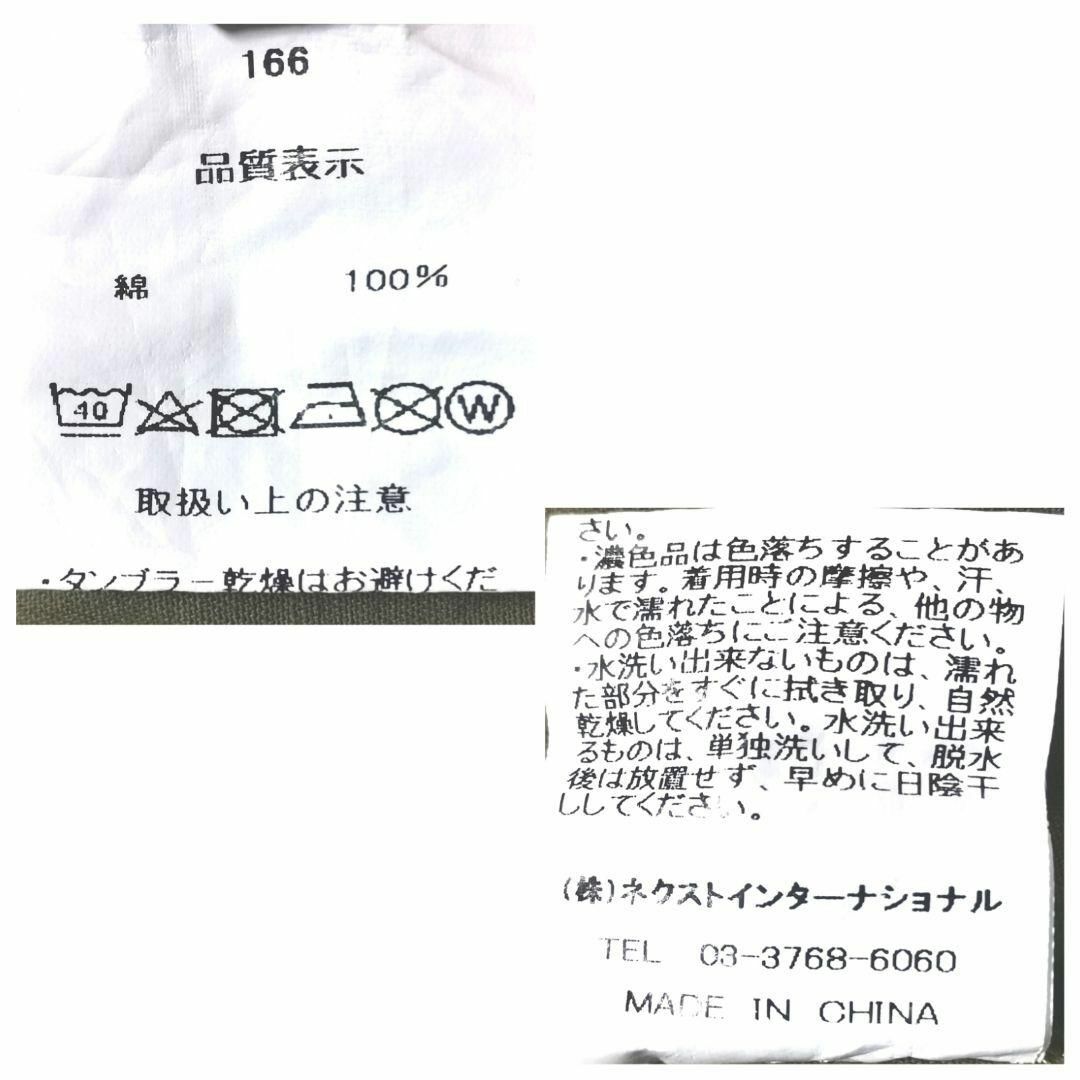 166
品質表示
綿 100%
40 W
取扱い上の注意
・タンブラー乾燥はお避けくだ
さい。
・濃色品は色落ちすることがあ
ります。着用時の摩擦や、汗、
水で濡れたことによる、他の物
への色落ちにご注意ください。
・水洗い出来ないものは、濡れ
た部分をすぐに拭き取り、自然
乾燥してください。水洗い出来
るものは、単独洗いして、脱水
後は放置せず、早めに日陰干
ししてください。
(株)ネクストインターナショナル
TEL 03-3768-6060
MADE IN CHINA